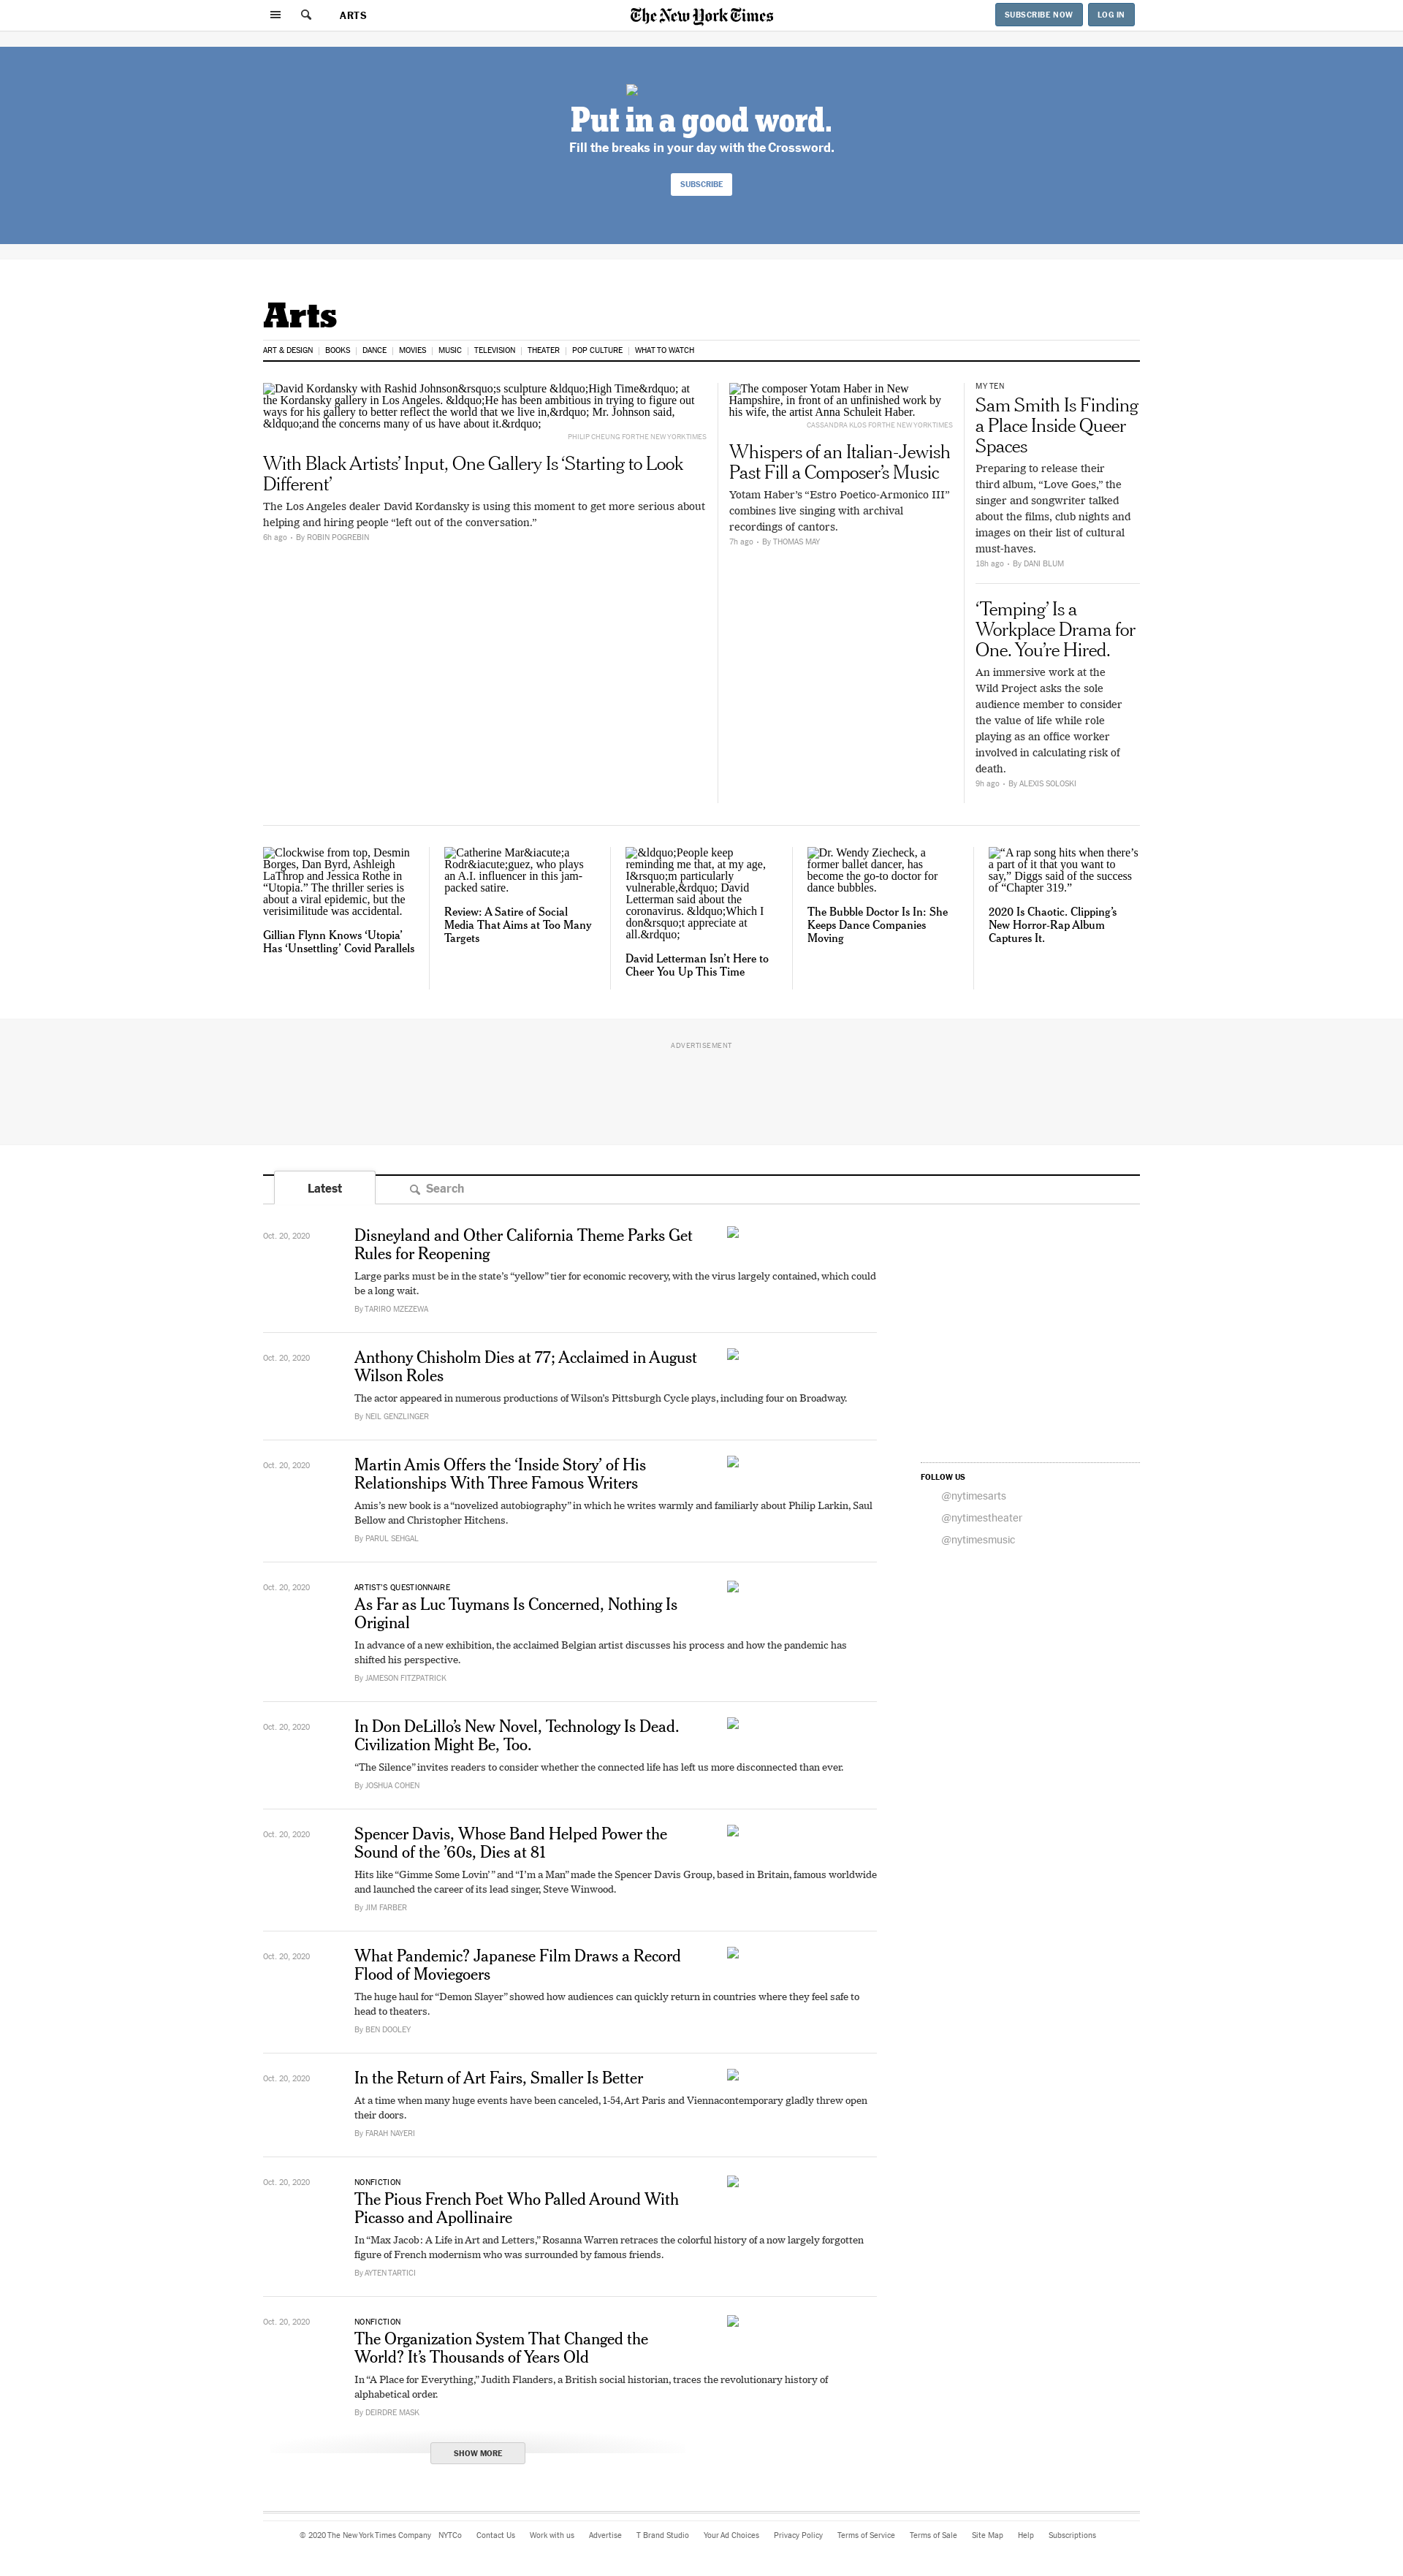 ARTS
The New York Times
SUBSCRIBE NOW
LOG IN
Put in a good word.
Fill the breaks in your day with the Crossword.
SUBSCRIBE
Arts
ART & DESIGN
BOOKS
DANCE
MOVIES
MUSIC
TELEVISION
THEATER
POP CULTURE
WHAT TO WATCH
David Kordansky with Rashid Johnson&rsquo;s sculpture &ldquo;High Time&rdquo; at
the Kordansky gallery in Los Angeles. &ldquo;He has been ambitious in trying to figure out
ways for his gallery to better reflect the world that we live in,&rdquo; Mr. Johnson said,
&ldquo;and the concerns many of us have about it.&rdquo;
PHILIP CHEUNG FOR THE NEW YORK TIMES
With Black Artists’ Input, One Gallery Is ‘Starting to Look
Different’
The Los Angeles dealer David Kordansky is using this moment to get more serious about
helping and hiring people “left out of the conversation.”
6h ago • By ROBIN POGREBIN
The composer Yotam Haber in New
Hampshire, in front of an unfinished work by
his wife, the artist Anna Schuleit Haber.
CASSANDRA KLOS FOR THE NEW YORK TIMES
Whispers of an Italian-Jewish
Past Fill a Composer’s Music
Yotam Haber’s “Estro Poetico-Armonico III”
combines live singing with archival
recordings of cantors.
7h ago • By THOMAS MAY
MY TEN
Sam Smith Is Finding
a Place Inside Queer
Spaces
Preparing to release their
third album, “Love Goes,” the
singer and songwriter talked
about the films, club nights and
images on their list of cultural
must-haves.
18h ago • By DANI BLUM
‘Temping’ Is a
Workplace Drama for
One. You’re Hired.
An immersive work at the
Wild Project asks the sole
audience member to consider
the value of life while role
playing as an office worker
involved in calculating risk of
death.
9h ago • By ALEXIS SOLOSKI
Clockwise from top, Desmin
Borges, Dan Byrd, Ashleigh
LaThrop and Jessica Rothe in
“Utopia.” The thriller series is
about a viral epidemic, but the
verisimilitude was accidental.
Gillian Flynn Knows ‘Utopia’
Has ‘Unsettling’ Covid Parallels
Catherine Mar&iacute;a
Rodr&iacute;guez, who plays
an A.I. influencer in this jam-
packed satire.
Review: A Satire of Social
Media That Aims at Too Many
Targets
&ldquo;People keep
reminding me that, at my age,
I&rsquo;m particularly
vulnerable,&rdquo; David
Letterman said about the
coronavirus. &ldquo;Which I
don&rsquo;t appreciate at
all.&rdquo;
David Letterman Isn’t Here to
Cheer You Up This Time
Dr. Wendy Ziecheck, a
former ballet dancer, has
become the go-to doctor for
dance bubbles.
The Bubble Doctor Is In: She
Keeps Dance Companies
Moving
“A rap song hits when there’s
a part of it that you want to
say,” Diggs said of the success
of “Chapter 319.”
2020 Is Chaotic. Clipping’s
New Horror-Rap Album
Captures It.
ADVERTISEMENT
Latest
Search
Oct. 20, 2020
Disneyland and Other California Theme Parks Get
Rules for Reopening
Large parks must be in the state’s “yellow” tier for economic recovery, with the virus largely contained, which could
be a long wait.
By TARIRO MZEZEWA
Oct. 20, 2020
Anthony Chisholm Dies at 77; Acclaimed in August
Wilson Roles
The actor appeared in numerous productions of Wilson’s Pittsburgh Cycle plays, including four on Broadway.
By NEIL GENZLINGER
Oct. 20, 2020
Martin Amis Offers the ‘Inside Story’ of His
Relationships With Three Famous Writers
Amis’s new book is a “novelized autobiography” in which he writes warmly and familiarly about Philip Larkin, Saul
Bellow and Christopher Hitchens.
By PARUL SEHGAL
FOLLOW US
@nytimesarts
@nytimestheater
@nytimesmusic
Oct. 20, 2020
ARTIST’S QUESTIONNAIRE
As Far as Luc Tuymans Is Concerned, Nothing Is
Original
In advance of a new exhibition, the acclaimed Belgian artist discusses his process and how the pandemic has
shifted his perspective.
By JAMESON FITZPATRICK
Oct. 20, 2020
In Don DeLillo’s New Novel, Technology Is Dead.
Civilization Might Be, Too.
“The Silence” invites readers to consider whether the connected life has left us more disconnected than ever.
By JOSHUA COHEN
Oct. 20, 2020
Spencer Davis, Whose Band Helped Power the
Sound of the ’60s, Dies at 81
Hits like “Gimme Some Lovin’ ” and “I’m a Man” made the Spencer Davis Group, based in Britain, famous worldwide
and launched the career of its lead singer, Steve Winwood.
By JIM FARBER
Oct. 20, 2020
What Pandemic? Japanese Film Draws a Record
Flood of Moviegoers
The huge haul for “Demon Slayer” showed how audiences can quickly return in countries where they feel safe to
head to theaters.
By BEN DOOLEY
Oct. 20, 2020
In the Return of Art Fairs, Smaller Is Better
At a time when many huge events have been canceled, 1-54, Art Paris and Viennacontemporary gladly threw open
their doors.
By FARAH NAYERI
Oct. 20, 2020
NONFICTION
The Pious French Poet Who Palled Around With
Picasso and Apollinaire
In “Max Jacob: A Life in Art and Letters,” Rosanna Warren retraces the colorful history of a now largely forgotten
figure of French modernism who was surrounded by famous friends.
By AYTEN TARTICI
Oct. 20, 2020
NONFICTION
The Organization System That Changed the
World? It’s Thousands of Years Old
In “A Place for Everything,” Judith Flanders, a British social historian, traces the revolutionary history of
alphabetical order.
By DEIRDRE MASK
SHOW MORE
© 2020 The New York Times Company
NYTCo
Contact Us
Work with us
Advertise
T Brand Studio
Your Ad Choices
Privacy Policy
Terms of Service
Terms of Sale
Site Map
Help
Subscriptions